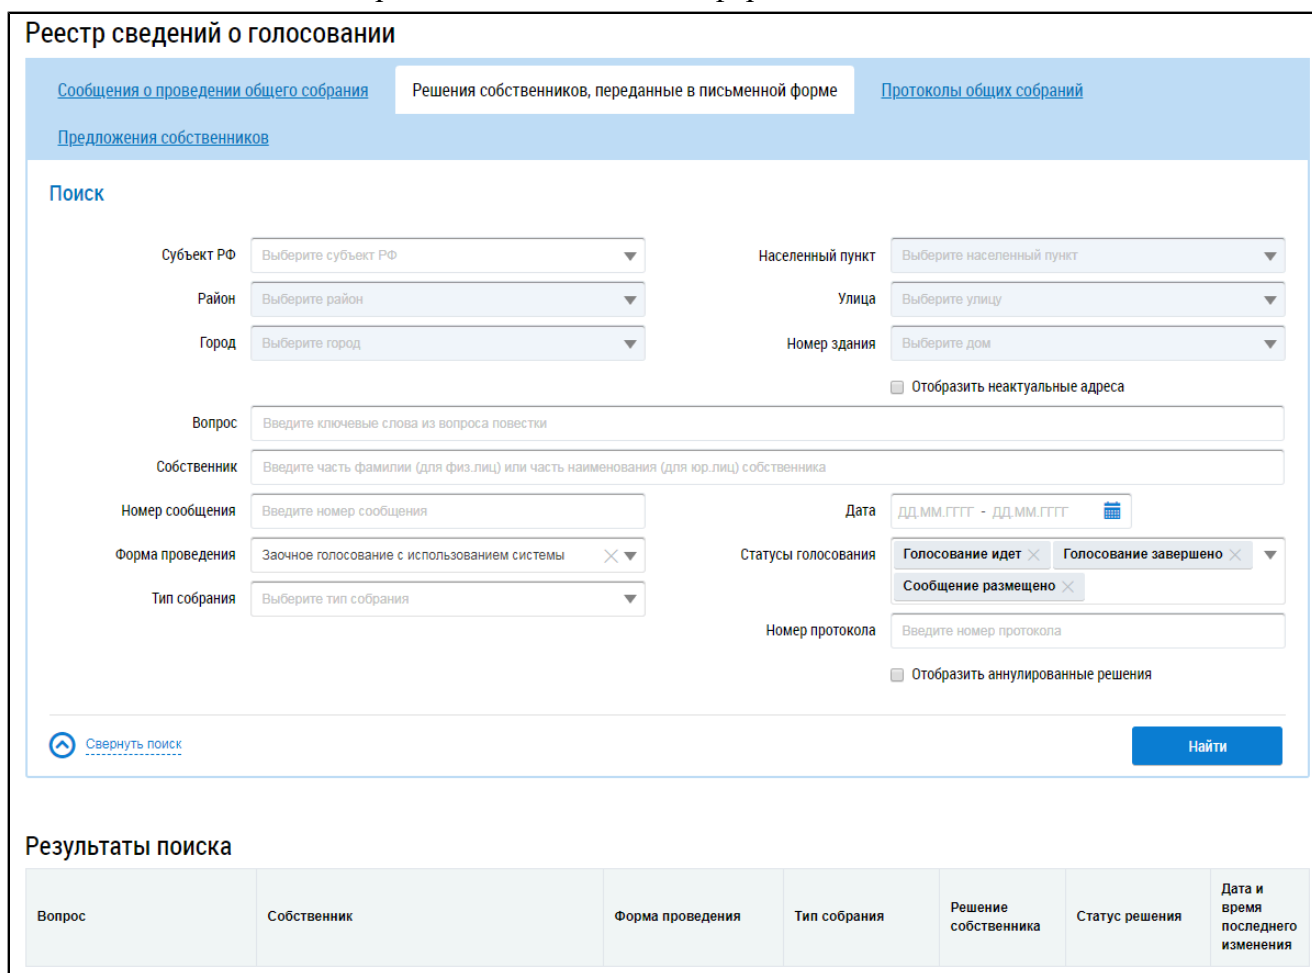 Реестр сведений о голосовании
Сообщения о проведении общего собрания
Решения собственников, переданные в письменной форме
Протоколы общих собраний
Предложения собственников
Поиск
Субъект РФ Выберите субъект РФ
Населенный пункт Выберите населенный пункт
Район Выберите район
Улица Выберите улицу
Город Выберите город
Номер здания Выберите дом
Отобразить неактуальные адреса
Вопрос Введите ключевые слова из вопроса повестки
Собственник Введите часть фамилии (для физ.лиц) или часть наименования (для юр.лиц) собственника
Номер сообщения Введите номер сообщения
Дата ДД.ММ.ГГГГ - ДД.ММ.ГГГГ
Форма проведения Заочное голосование с использованием системы
Статусы голосования Голосование идет Голосование завершено
Сообщение размещено
Тип собрания Выберите тип собрания
Номер протокола Введите номер протокола
Отобразить аннулированные решения
Свернуть поиск
Найти
Результаты поиска
Вопрос
Собственник
Форма проведения
Тип собрания
Решение
собственника
Статус решения
Дата и
время
последнего
изменения